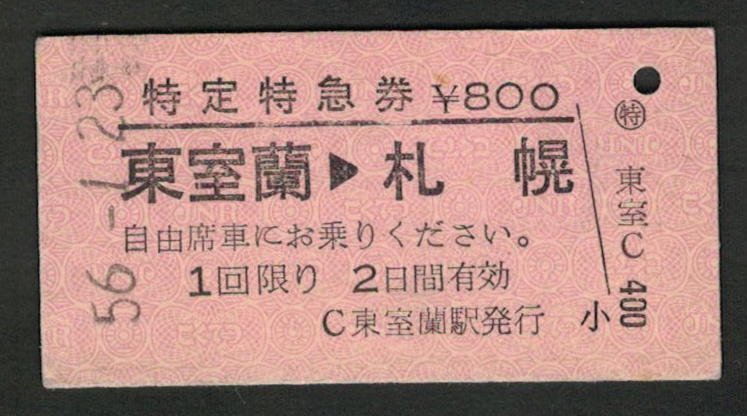 特定特急券 ¥800
東室蘭▶札幌
自由席車にお乗りください。
1回限り 2日間有効
C東室蘭駅発行
小
特
東室C
400
56-1.23